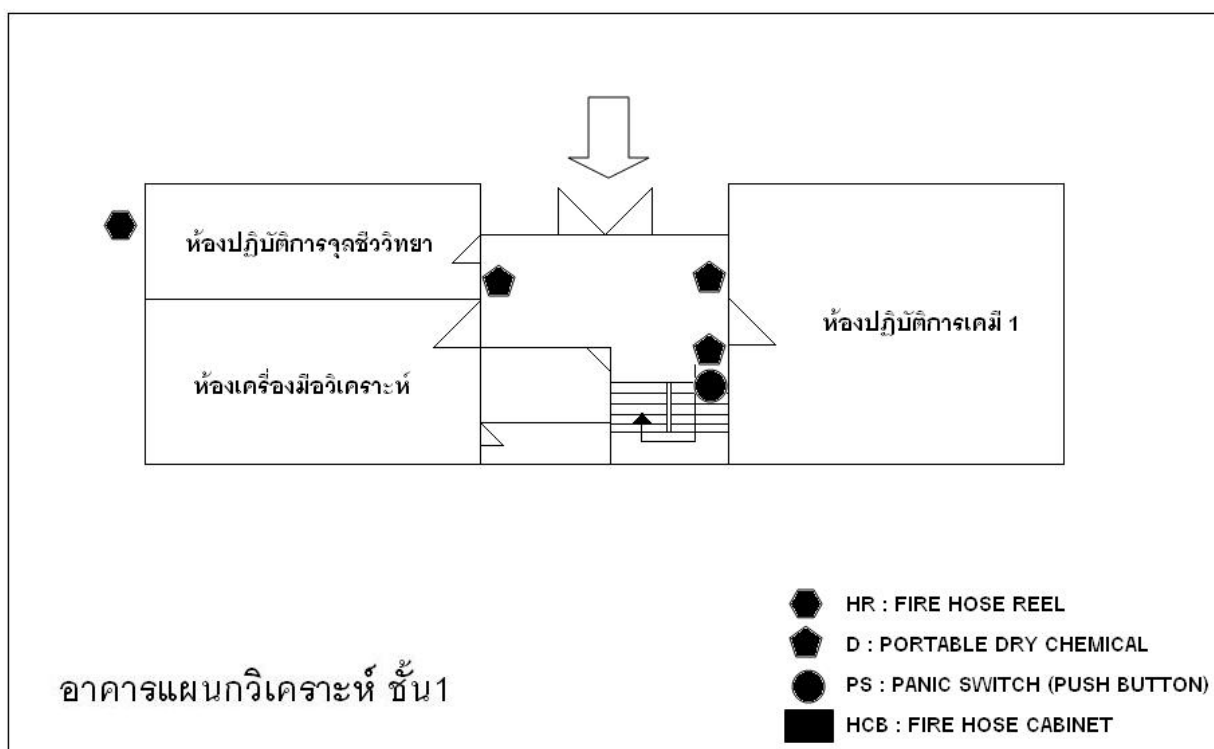 ห้องปฏิบัติการจุลชีววิทยา
ห้องปฏิบัติการเคมี 1
ห้องเครื่องมือวิเคราะห์
HR : FIRE HOSE REEL
D : PORTABLE DRY CHEMICAL
PS : PANIC SWITCH (PUSH BUTTON)
HCB : FIRE HOSE CABINET
อาคารแผนกวิเคราะห์ ชั้น1